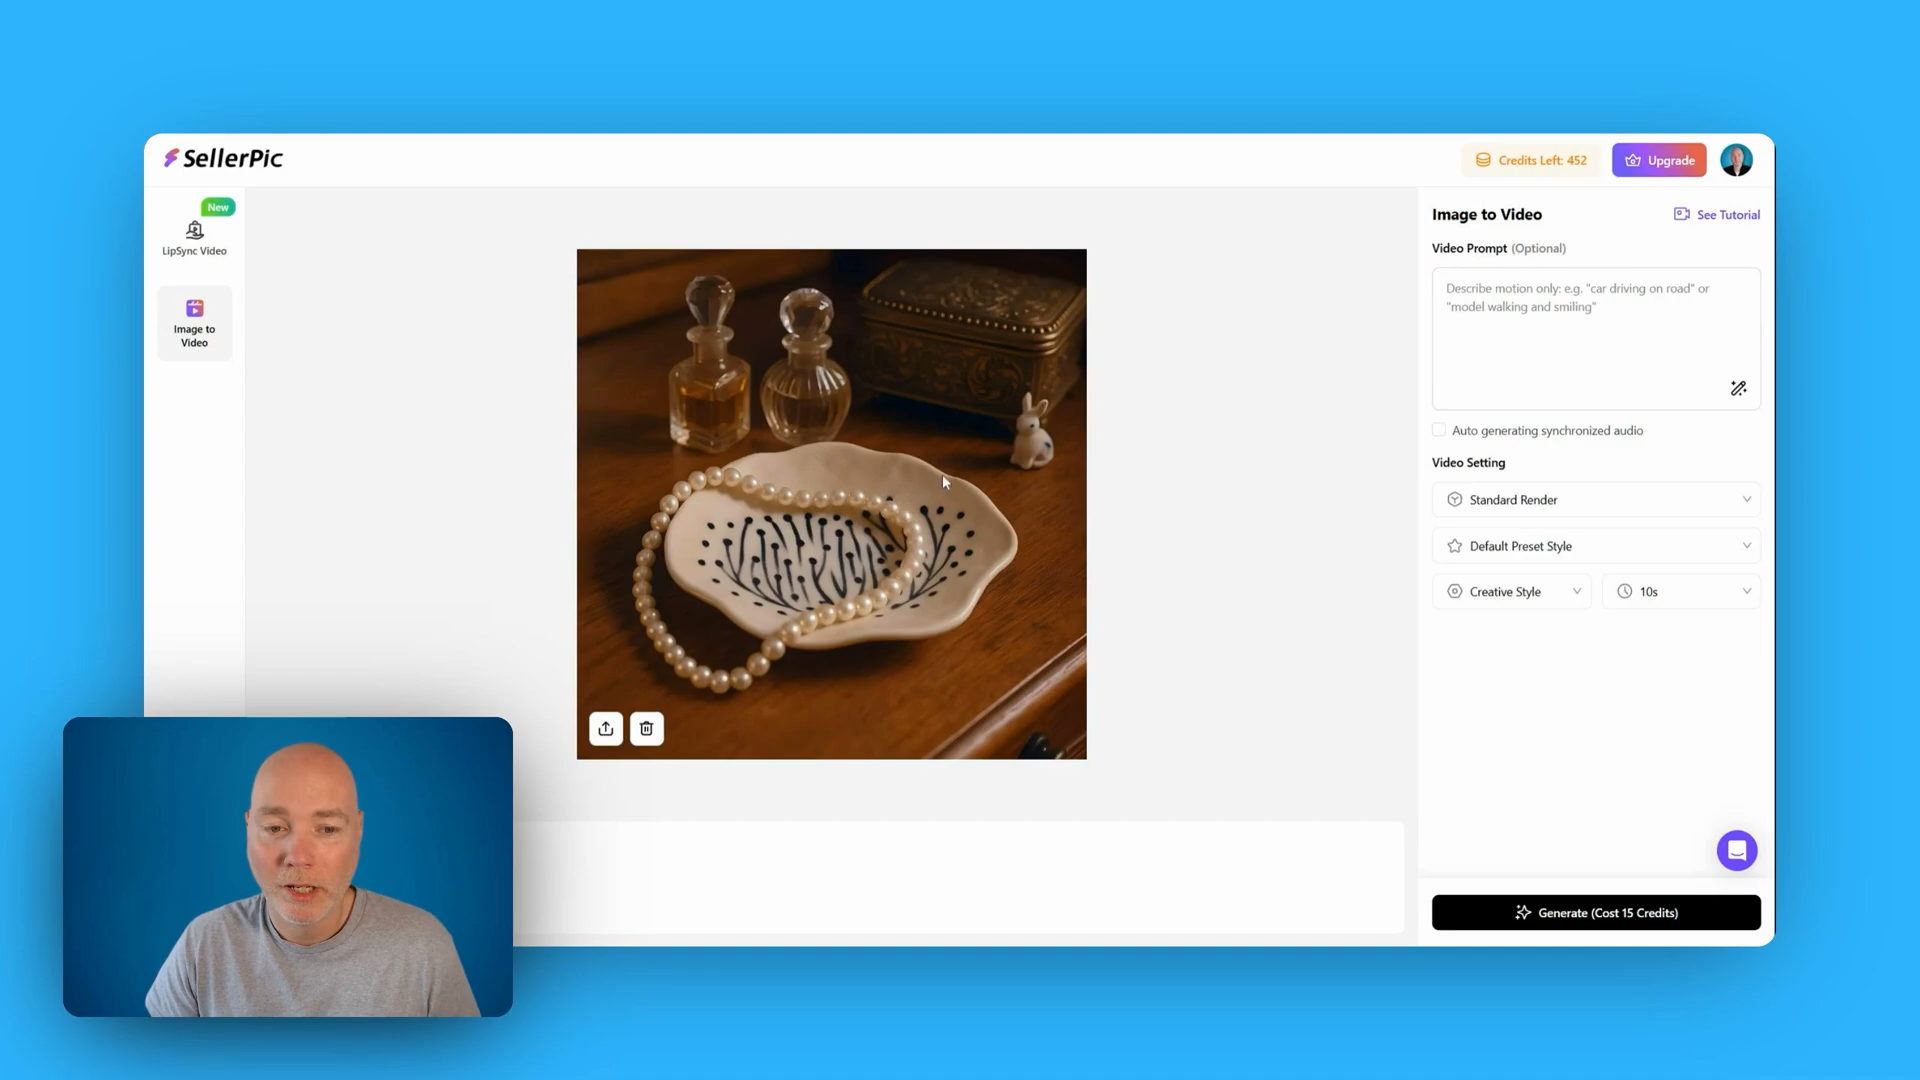 SellerPic
Credits Left: 452
Upgrade
New
LipSync Video
Image to
Video
Image to Video
See Tutorial
Video Prompt (Optional)
Describe motion only: e.g. "car driving on road" or
"model walking and smiling"
Auto generating synchronized audio
Video Setting
Standard Render
Default Preset Style
Creative Style
10s
Generate (Cost 15 Credits)